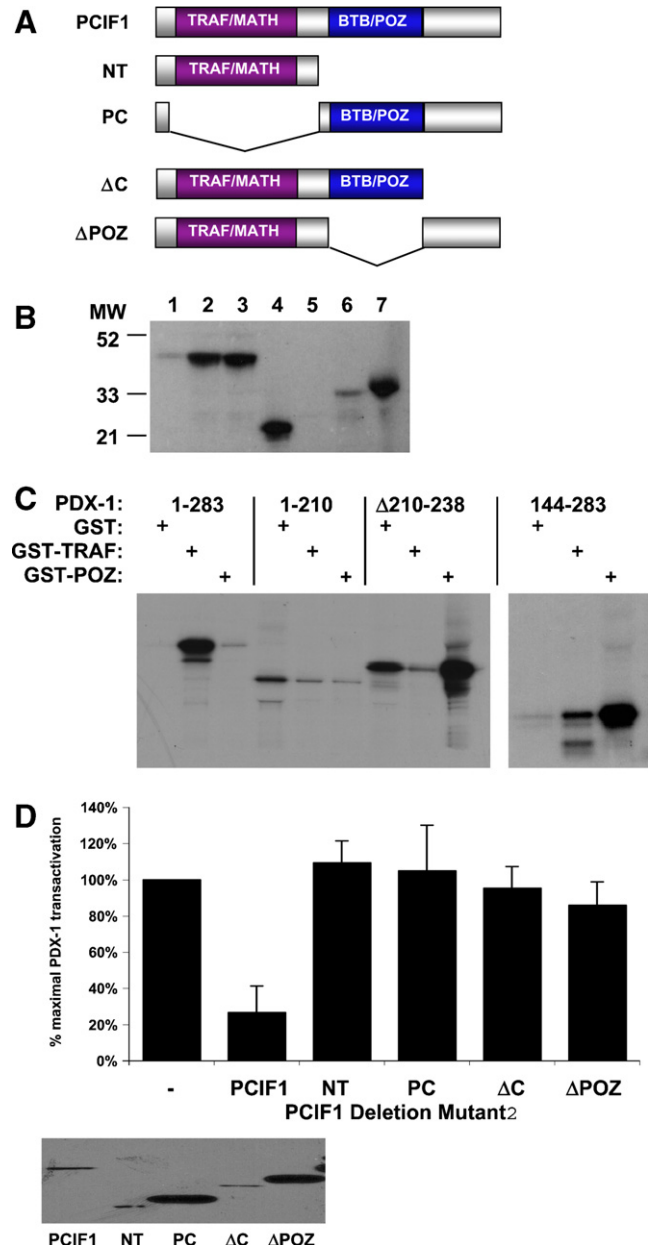 A
PCIF1 TRAF/MATH BTB/POZ
NT TRAF/MATH
PC BTB/POZ
ΔC TRAF/MATH BTB/POZ
ΔPOZ TRAF/MATH
B
MW 1 2 3 4 5 6 7
52
33
21
C
PDX-1: 1-283 1-210 Δ210-238 144-283
GST: + + + +
GST-TRAF: + + + +
GST-POZ: + + + +
D
% maximal PDX-1 transactivation
140%
120%
100%
80%
60%
40%
20%
0%
- PCIF1 NT PC ΔC ΔPOZ
PCIF1 Deletion Mutant2
PCIF1 NT PC ΔC ΔPOZ